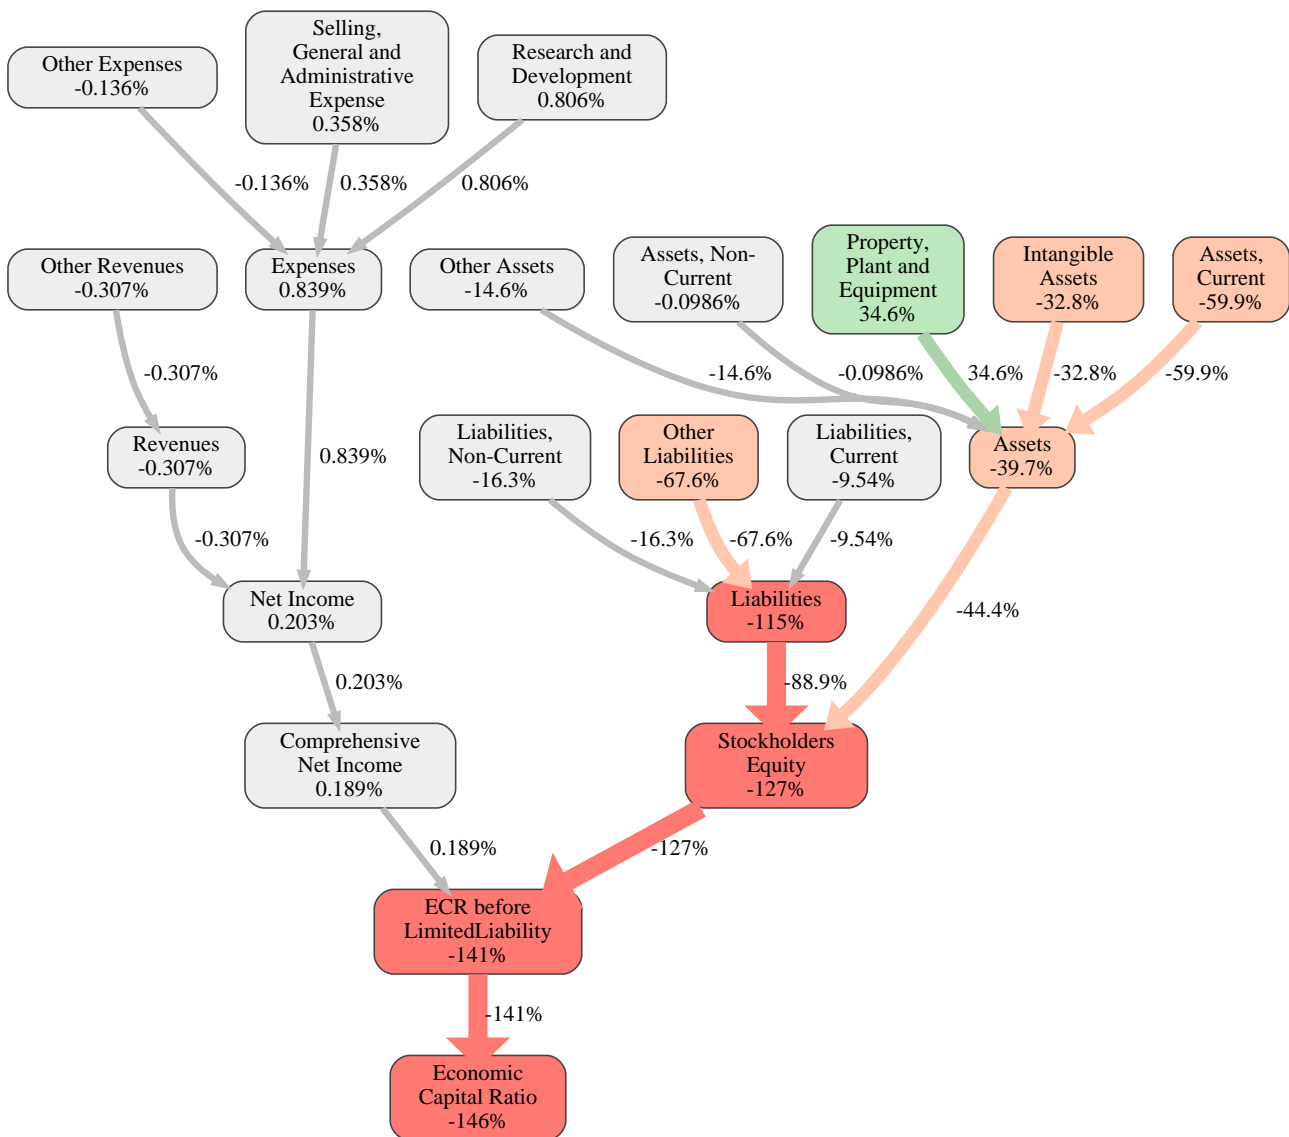 Selling,
General and
Administrative
Expense
0.358%
Other Expenses
-0.136%
Research and
Development
0.806%
-0.136%
0.358%
0.806%
Other Revenues
-0.307%
Expenses
0.839%
Other Assets
-14.6%
Assets, Non-
Current
-0.0986%
Property,
Plant and
Equipment
34.6%
Intangible
Assets
-32.8%
Assets,
Current
-59.9%
-0.307%
-14.6%
-0.0986%
34.6%
-32.8%
-59.9%
Revenues
-0.307%
0.839%
Liabilities,
Non-Current
-16.3%
Other
Liabilities
-67.6%
Liabilities,
Current
-9.54%
Assets
-39.7%
-0.307%
-16.3%
-67.6%
-9.54%
Net Income
0.203%
Liabilities
-115%
-44.4%
0.203%
-88.9%
Comprehensive
Net Income
0.189%
Stockholders
Equity
-127%
0.189%
-127%
ECR before
LimitedLiability
-141%
-141%
Economic
Capital Ratio
-146%